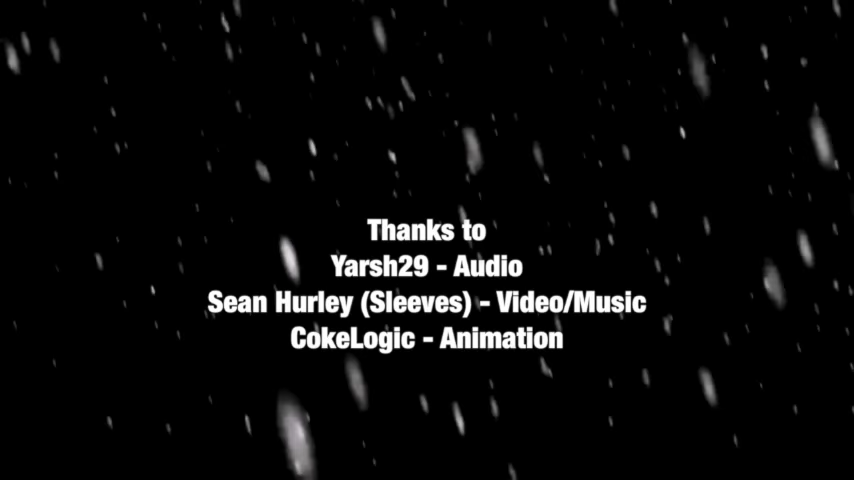 Thanks to
Yarsh29 - Audio
Sean Hurley (Sleeves) - Video/Music
CokeLogic - Animation